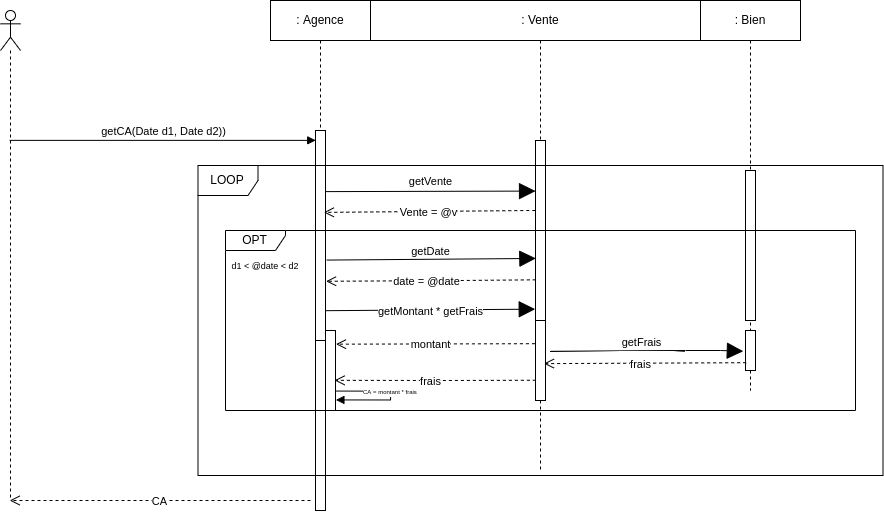 : Agence
: Vente
: Bien
getCA(Date d1, Date d2))
LOOP
getVente
Vente = @v
OPT
d1 < @date < d2
getDate
date = @date
getMontant * getFrais
montant
getFrais
frais
frais
CA = montant * frais
CA